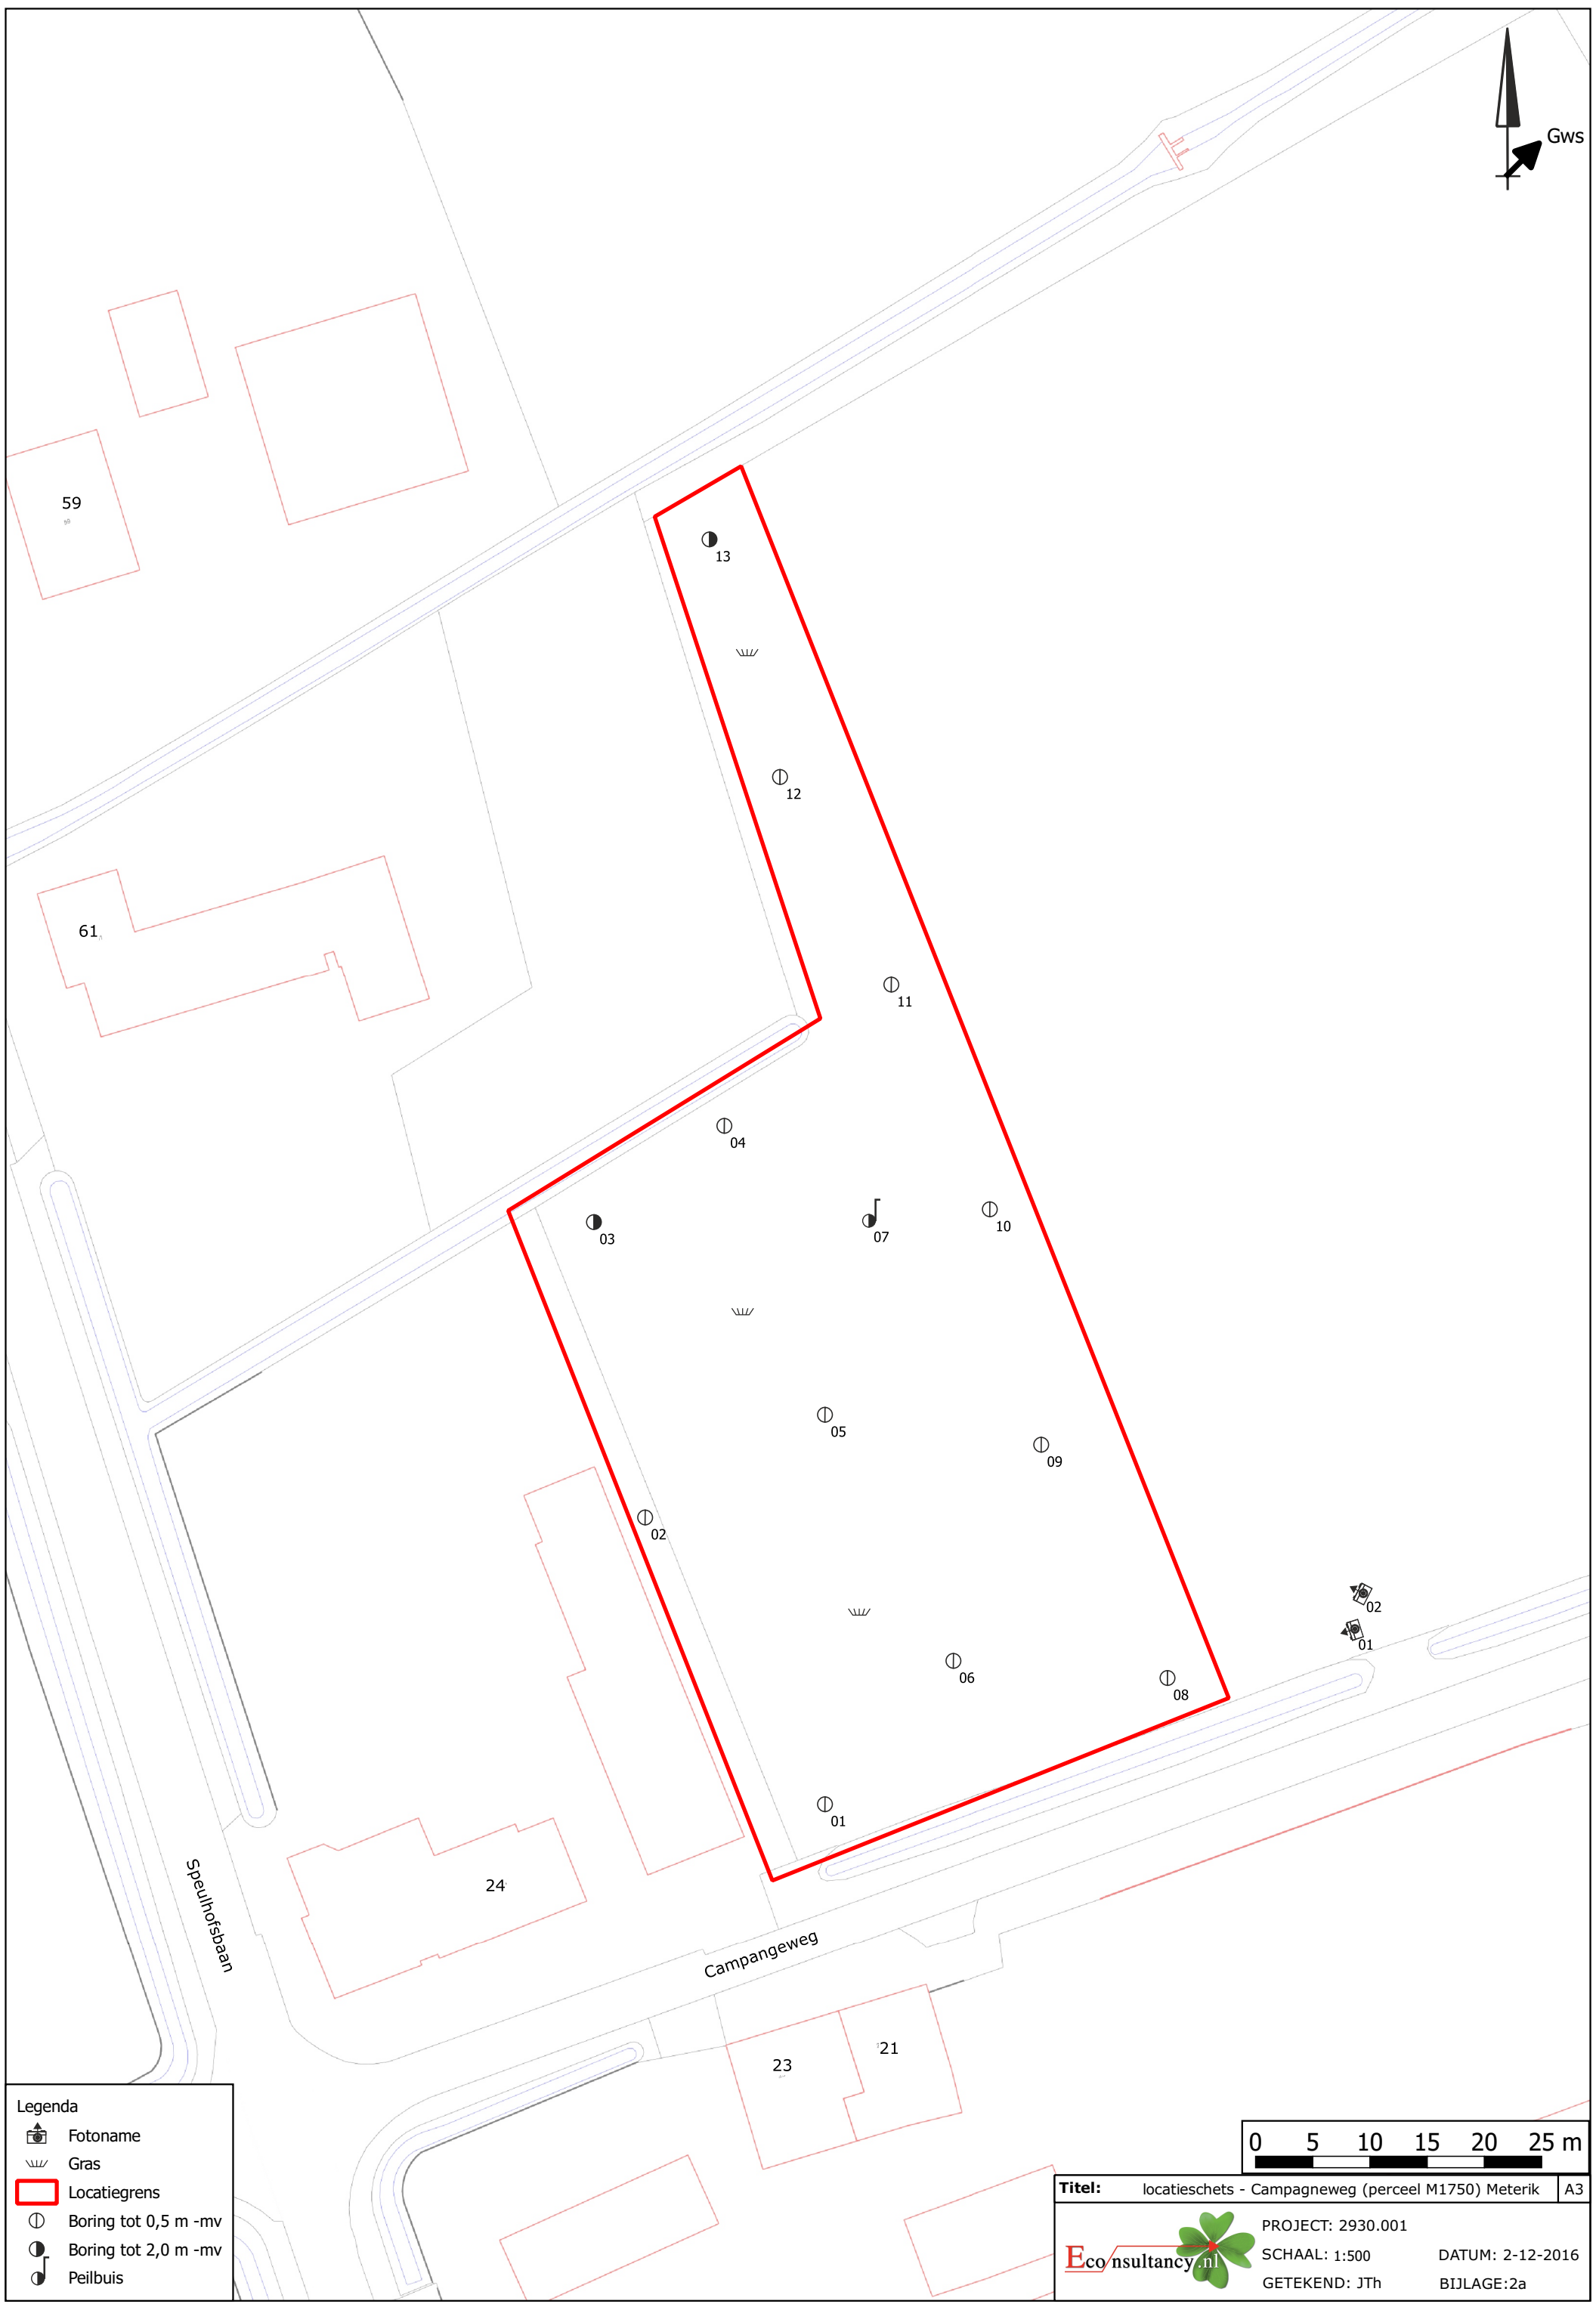 Gws
59
13
12
61
11
04
03
07
10
05
09
02
02
01
06
08
01
24
Speulhofsbaan
Campangeweg
23
21
Legenda
Fotoname
Gras
Locatiegrens
Boring tot 0,5 m -mv
Boring tot 2,0 m -mv
Peilbuis
0 5 10 15 20 25 m
Titel: locatieschets - Campagneweg (perceel M1750) Meterik A3
Econsultancy.nl
PROJECT: 2930.001
SCHAAL: 1:500 DATUM: 2-12-2016
GETEKEND: JTh BIJLAGE:2a